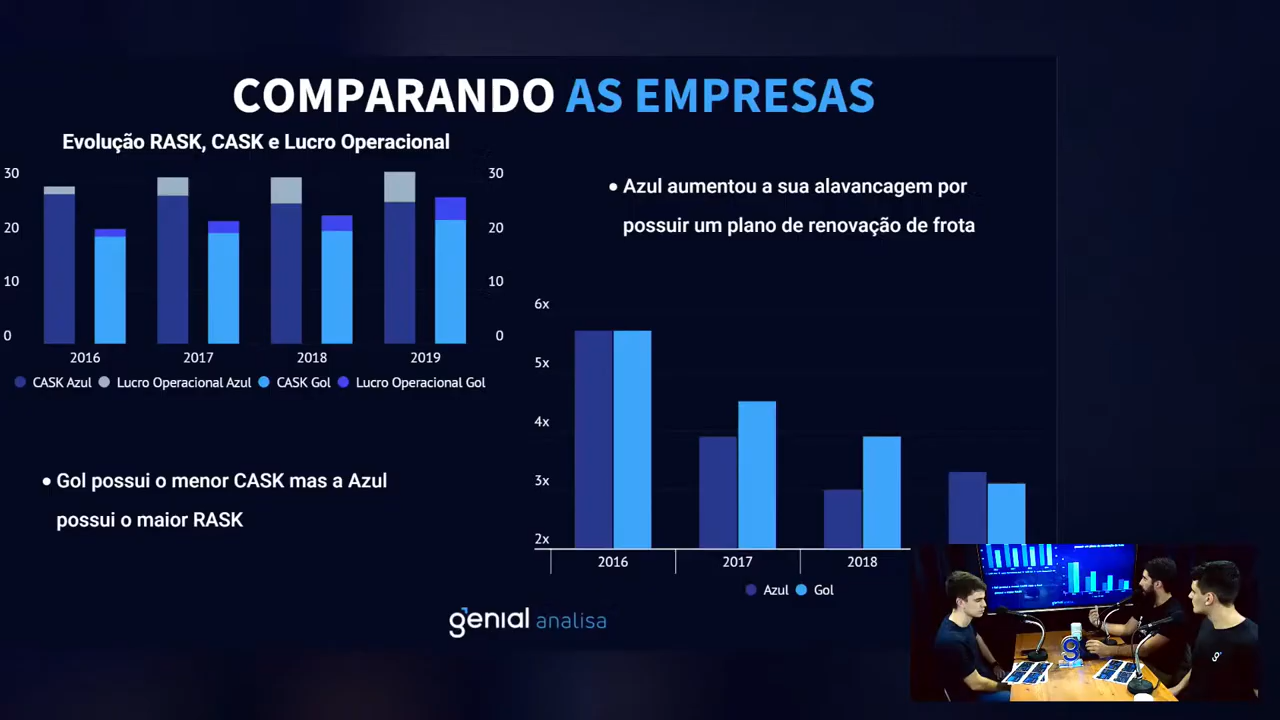 COMPARANDO AS EMPRESAS
Evolução RASK, CASK e Lucro Operacional
30
20
10
0
30
20
10
0
2016
2017
2018
2019
CASK Azul
Lucro Operacional Azul
CASK Gol
Lucro Operacional Gol
• Gol possui o menor CASK mas a Azul
possui o maior RASK
• Azul aumentou a sua alavancagem por
possuir um plano de renovação de frota
6x
5x
4x
3x
2x
2016
2017
2018
Azul
Gol
genial analisa